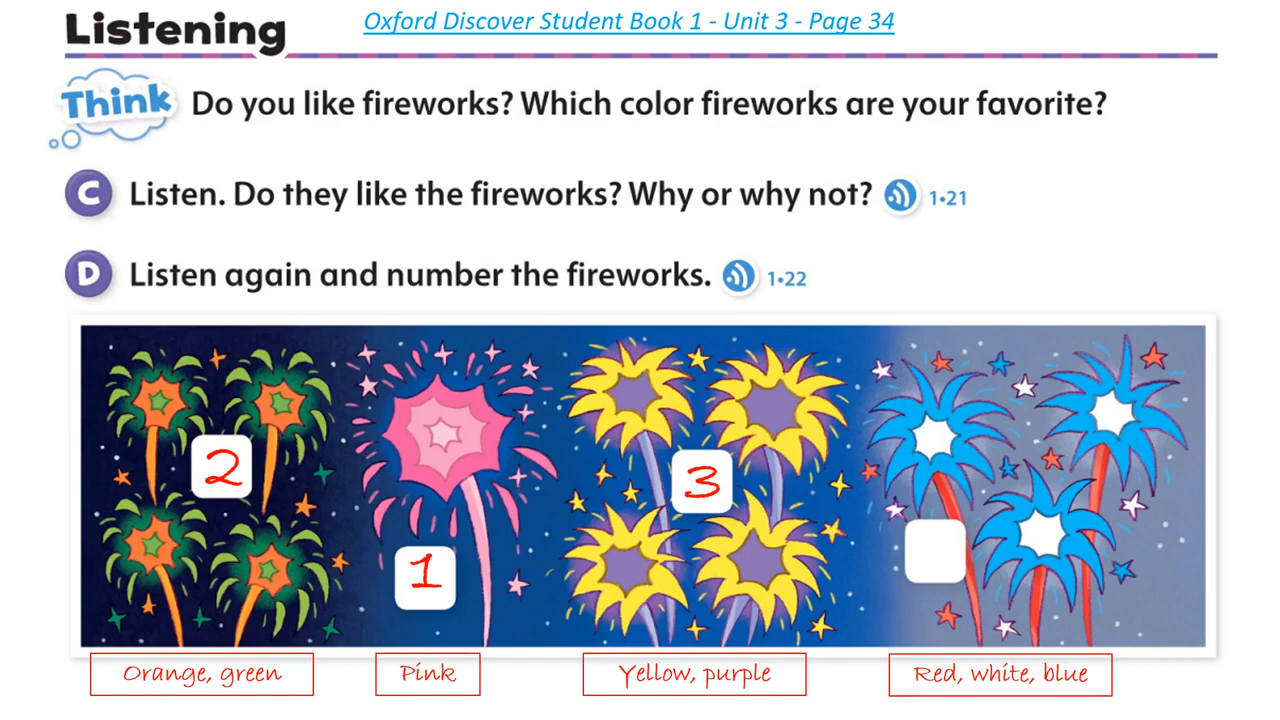 Listening
Oxford Discover Student Book 1 - Unit 3 - Page 34
Think Do you like fireworks? Which color fireworks are your favorite?
C Listen. Do they like the fireworks? Why or why not? 1•21
D Listen again and number the fireworks. 1•22
2
1
3
Orange, green
Pink
Yellow, purple
Red, white, blue